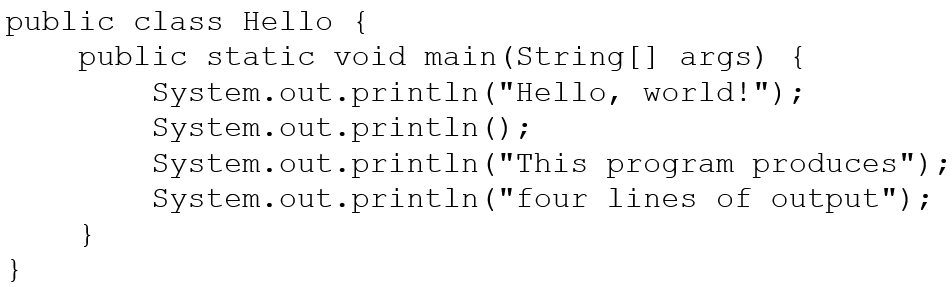 public class Hello {
    public static void main(String[] args) {
        System.out.println("Hello, world!");
        System.out.println();
        System.out.println("This program produces");
        System.out.println("four lines of output");
    }
}